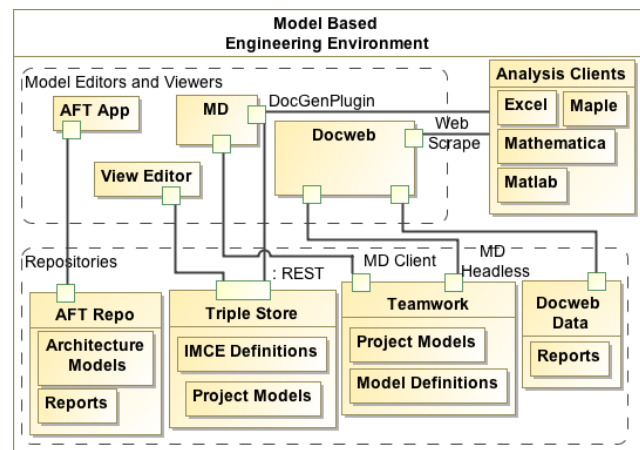 Model Based
Engineering Environment
Model Editors and Viewers
AFT App
MD
DocGenPlugin
Docweb
View Editor
Web
Scrape
Analysis Clients
Excel
Maple
Mathematica
Matlab
Repositories
: REST
MD Client
MD
Headless
AFT Repo
Architecture
Models
Reports
Triple Store
IMCE Definitions
Project Models
Teamwork
Project Models
Model Definitions
Docweb
Data
Reports